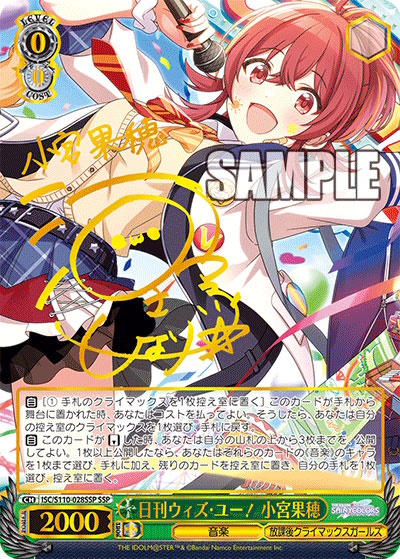 LEVEL
0
0
COST
小宮果穂
SAMPLE
自 [① 手札のクライマックスを1枚控え室に置く] このカードが手札から
舞台に置かれた時、あなたはコストを払ってよい。そうしたら、あなたは自分
の控え室のクライマックスを1枚選び、手札に戻す。
自 このカードが した時、あなたは自分の山札の上から3枚までを、公開
してよい。1枚以上公開したなら、あなたはそれらのカードの《音楽》のキャラ
を1枚まで選び、手札に加え、残りのカードを控え室に置き、自分の手札を1
枚選び、控え室に置く。
CH
ISC/S110-028SSP SSP
日刊ウィズ・ユー! 小宮果穂
SHINYCOLORS
POWER
2000
音楽
放課後クライマックスガールズ
THE IDOLM@STER™ & ©Bandai Namco Entertainment Inc.